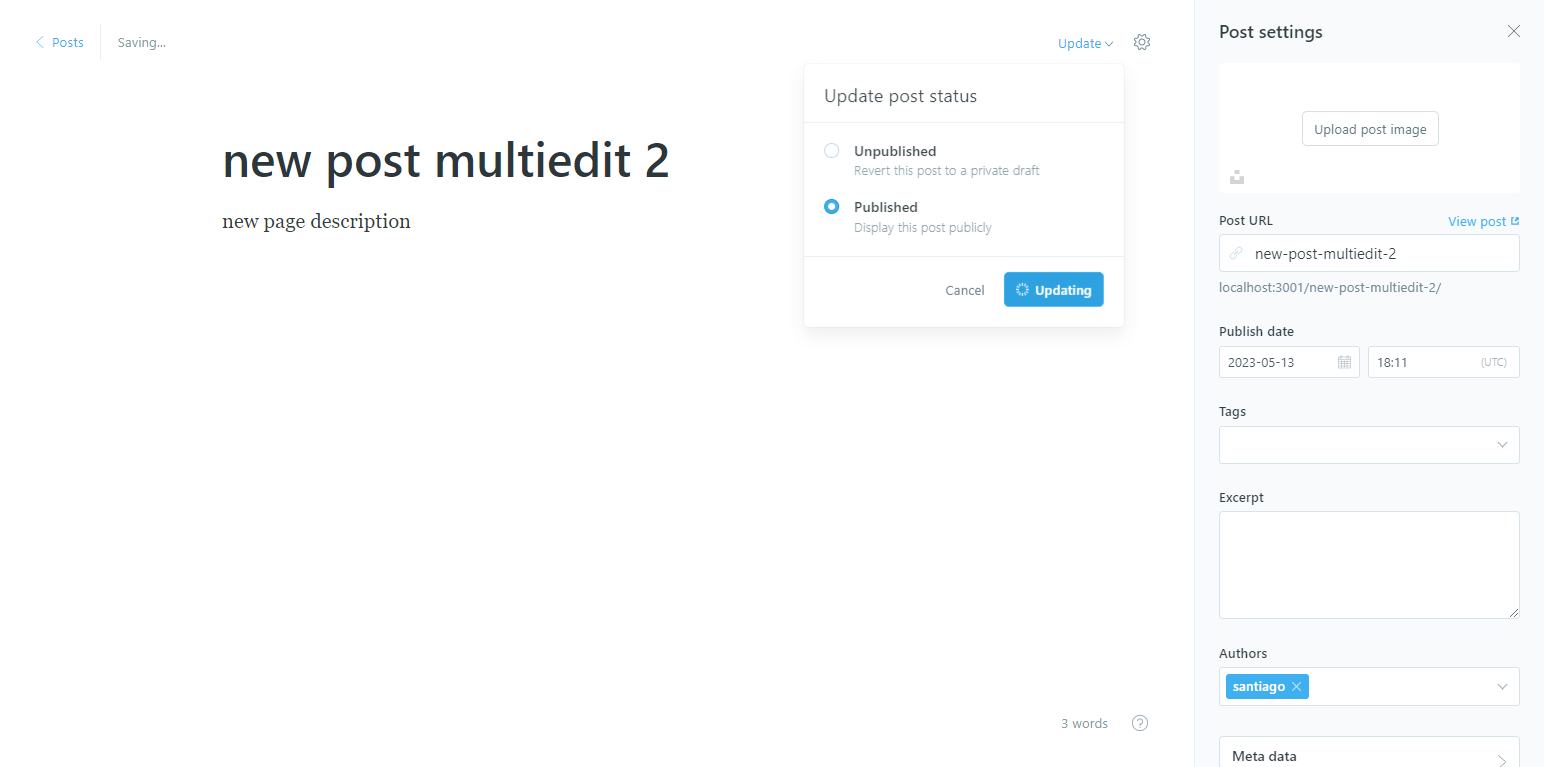 Posts
Saving...
Update
Update post status
Unpublished
Revert this post to a private draft
Published
Display this post publicly
Cancel
Updating
new post multiedit 2
new page description
3 words
?
Post settings
Upload post image
Post URL
View post
new-post-multiedit-2
localhost:3001/new-post-multiedit-2/
Publish date
2023-05-13
18:11 (UTC)
Tags
Excerpt
Authors
santiago
Meta data